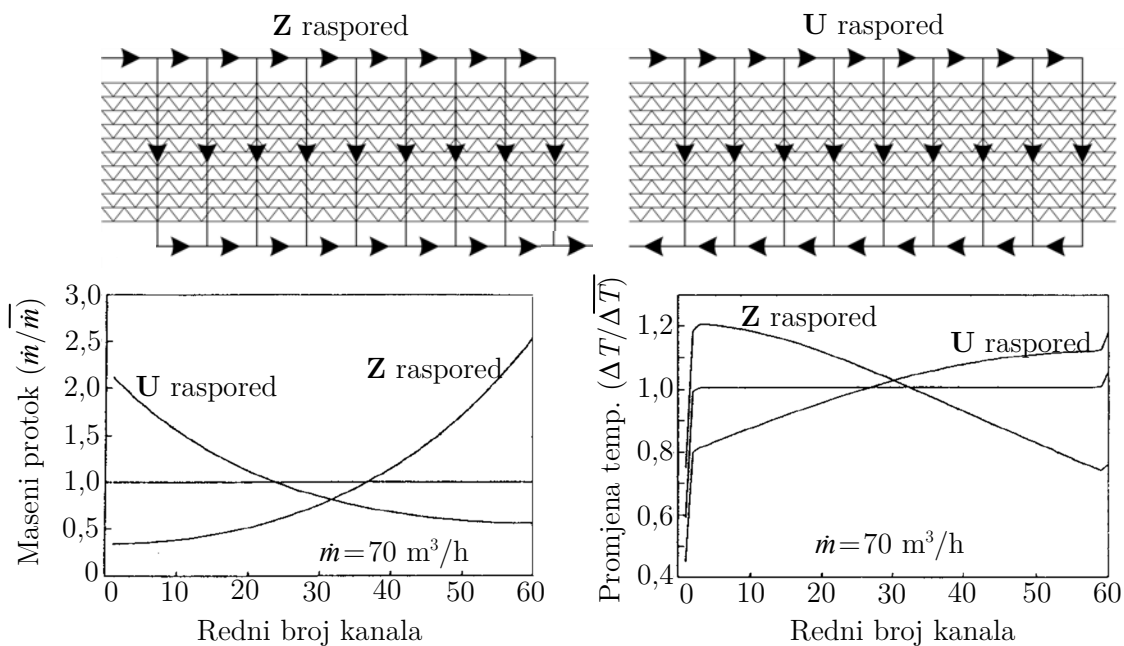 Z raspored
U raspored
Maseni protok (ṁ/ṁ̅)
3,0
2,5
2,0
1,5
1,0
0,5
0
U raspored
Z raspored
ṁ=70 m³/h
0 10 20 30 40 50 60
Redni broj kanala
Promjena temp. (ΔT/Δ̅T̅)
1,2
1,0
0,8
0,6
0,4
Z raspored
U raspored
ṁ=70 m³/h
0 10 20 30 40 50 60
Redni broj kanala